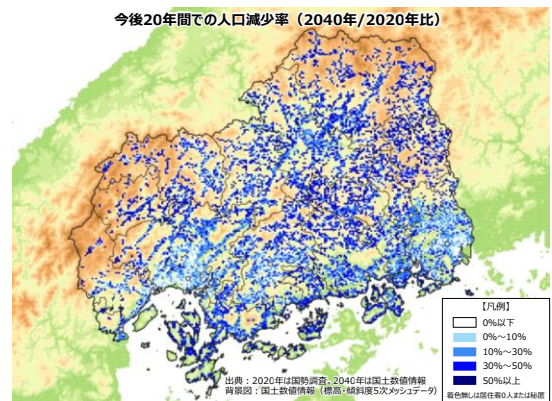 今後20年間での人口減少率（2040年/2020年比）
【凡例】
0%以下
0%～10%
10%～30%
30%～50%
50%以上
着色無しは居住者0人または秘匿
出典：2020年は国勢調査、2040年は国土数値情報
背景図：国土数値情報（標高・傾斜度5次メッシュデータ）